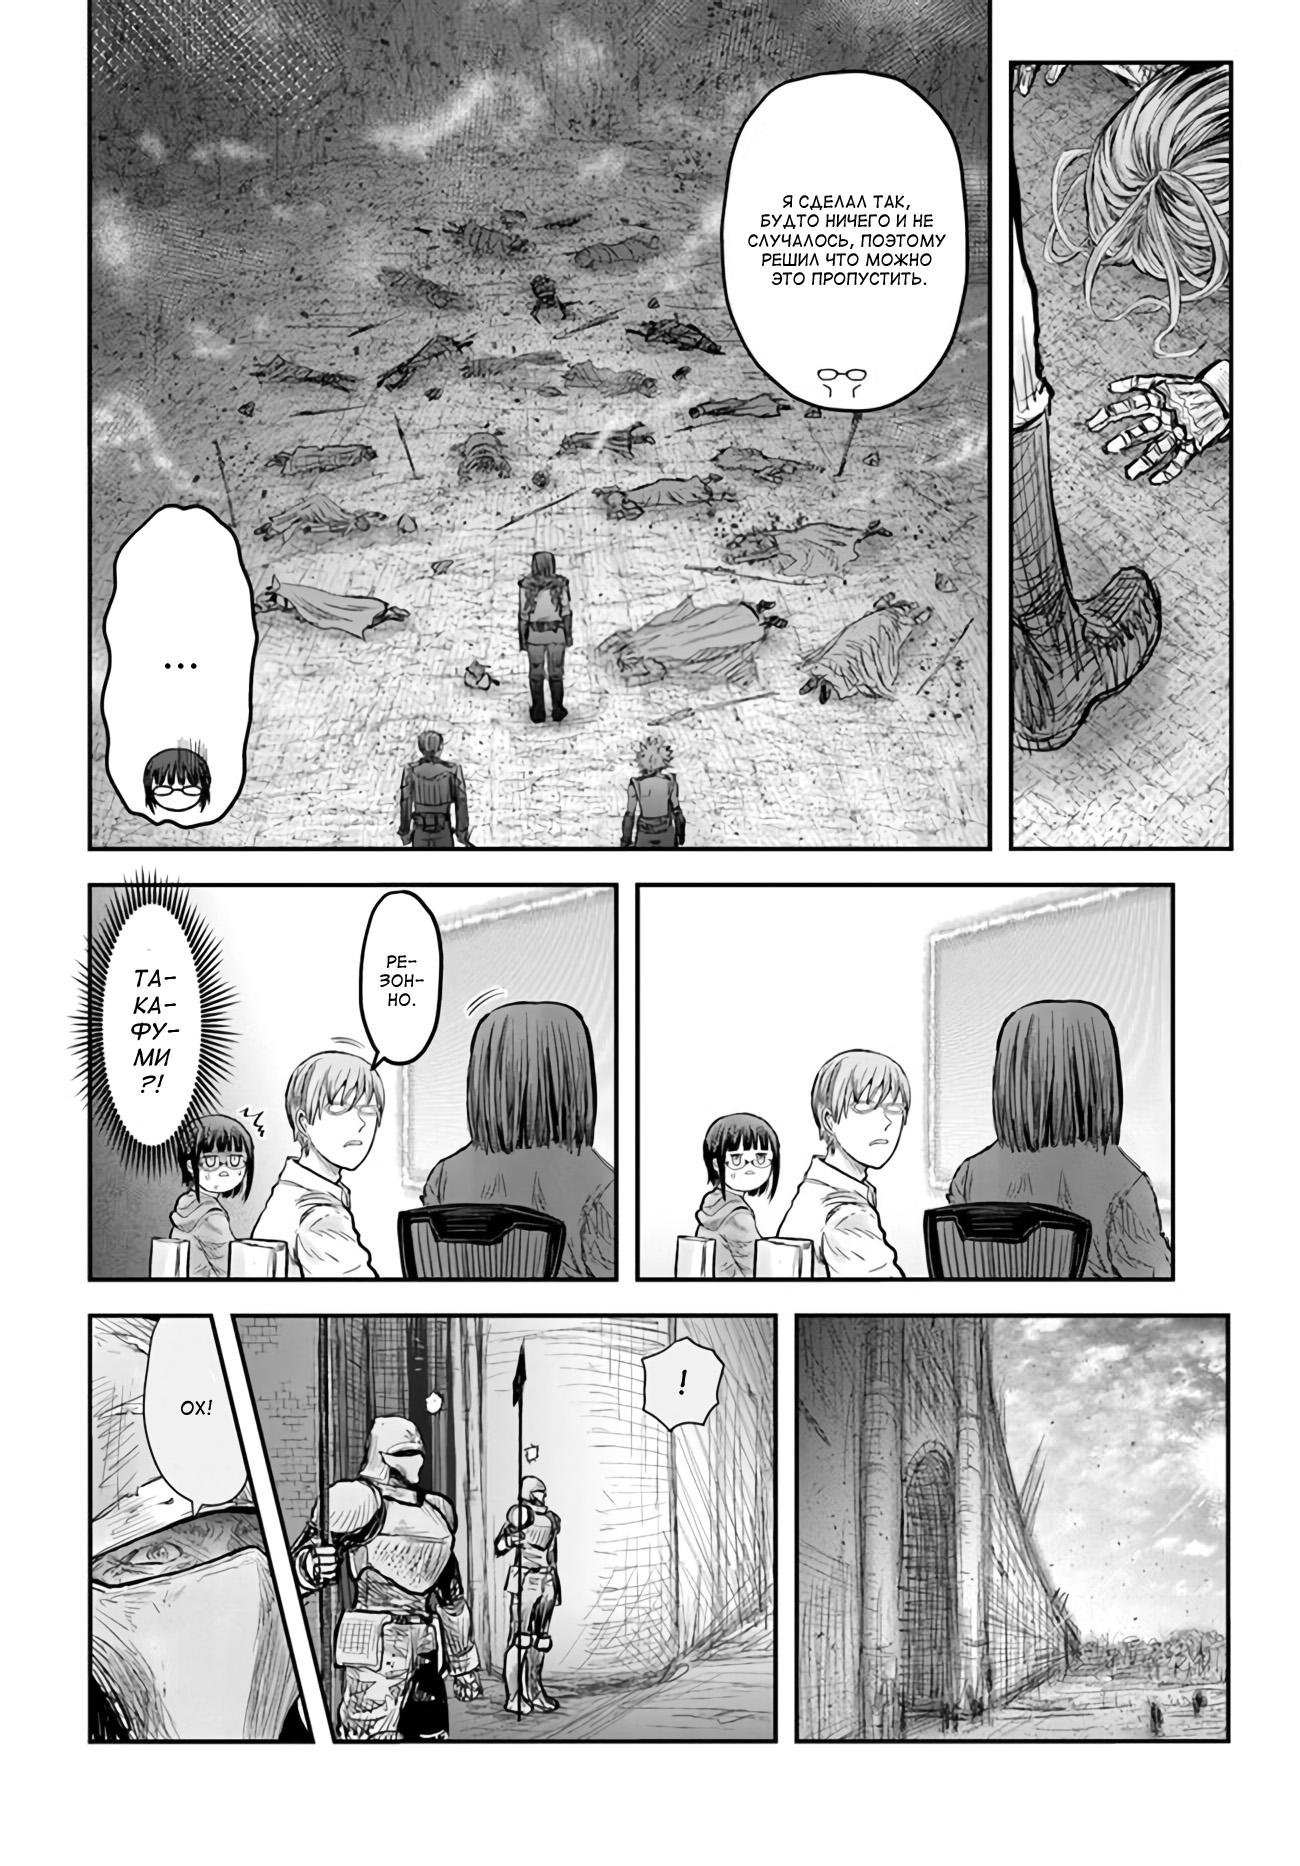 Я СДЕЛАЛ ТАК,
БУДТО НИЧЕГО И НЕ
СЛУЧАЛОСЬ, ПОЭТОМУ
РЕШИЛ ЧТО МОЖНО
ЭТО ПРОПУСТИТЬ.
...
РЕ-
ЗОН-
НО.
ТА-
КА-
ФУ-
МИ
?!
!
ОХ!